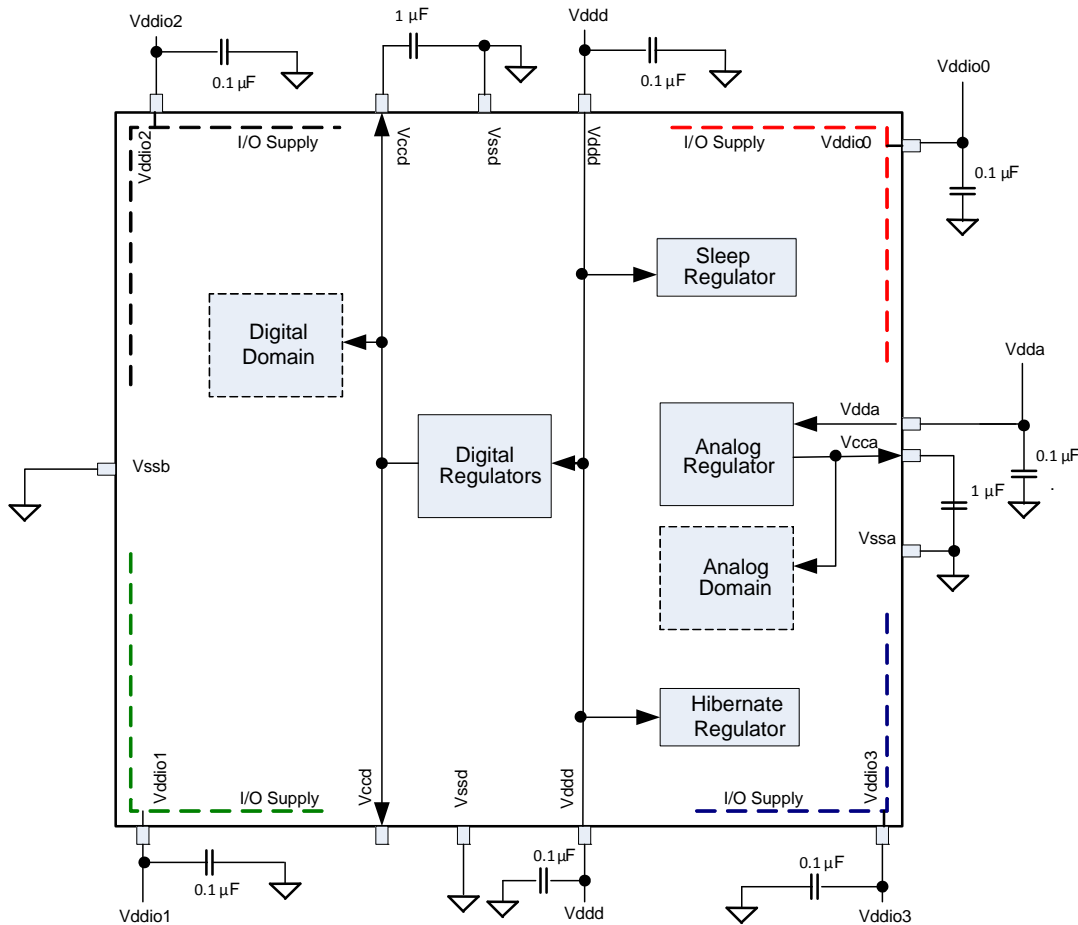 Vddio2
1 µF
Vddd
0.1 µF
0.1 µF
Vddio0
0.1 µF
I/O Supply
I/O Supply
Vddio0
Vddio2
Vccd
Vssd
Vddd
Sleep
Regulator
Digital
Domain
Vdda
Vdda
Vcca
Analog
Regulator
Digital
Regulators
Vssb
0.1 µF
.
1 µF
Vssa
Analog
Domain
Hibernate
Regulator
Vddio1
Vccd
Vssd
Vddd
Vddio3
I/O Supply
I/O Supply
0.1 µF
0.1µF
0.1 µF
Vddio1
Vddd
Vddio3